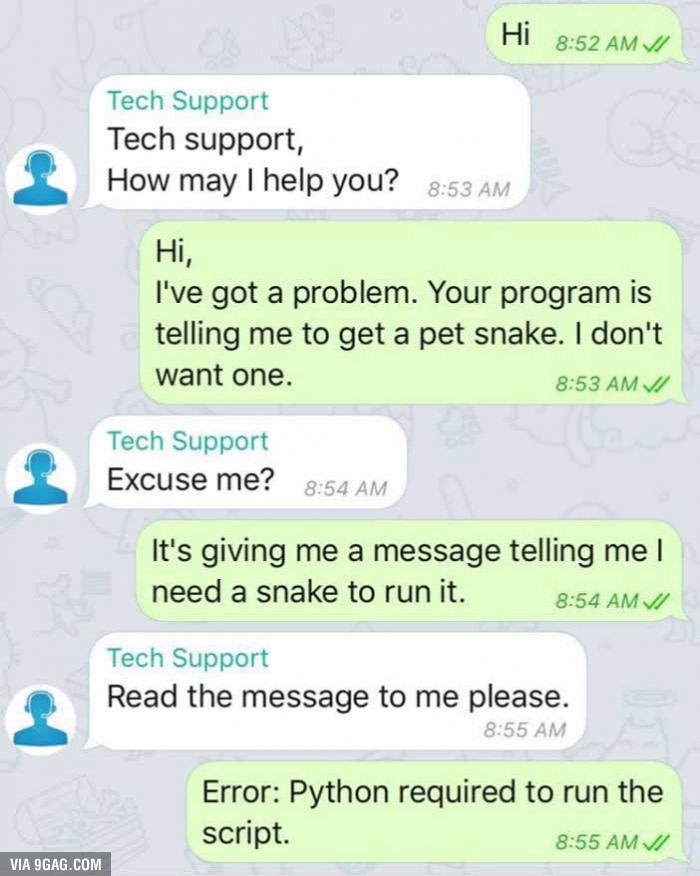 Hi 8:52 AM
Tech Support
Tech support,
How may I help you? 8:53 AM
Hi,
I've got a problem. Your program is
telling me to get a pet snake. I don't
want one. 8:53 AM
Tech Support
Excuse me? 8:54 AM
It's giving me a message telling me I
need a snake to run it. 8:54 AM
Tech Support
Read the message to me please.
8:55 AM
Error: Python required to run the
script. 8:55 AM
VIA 9GAG.COM